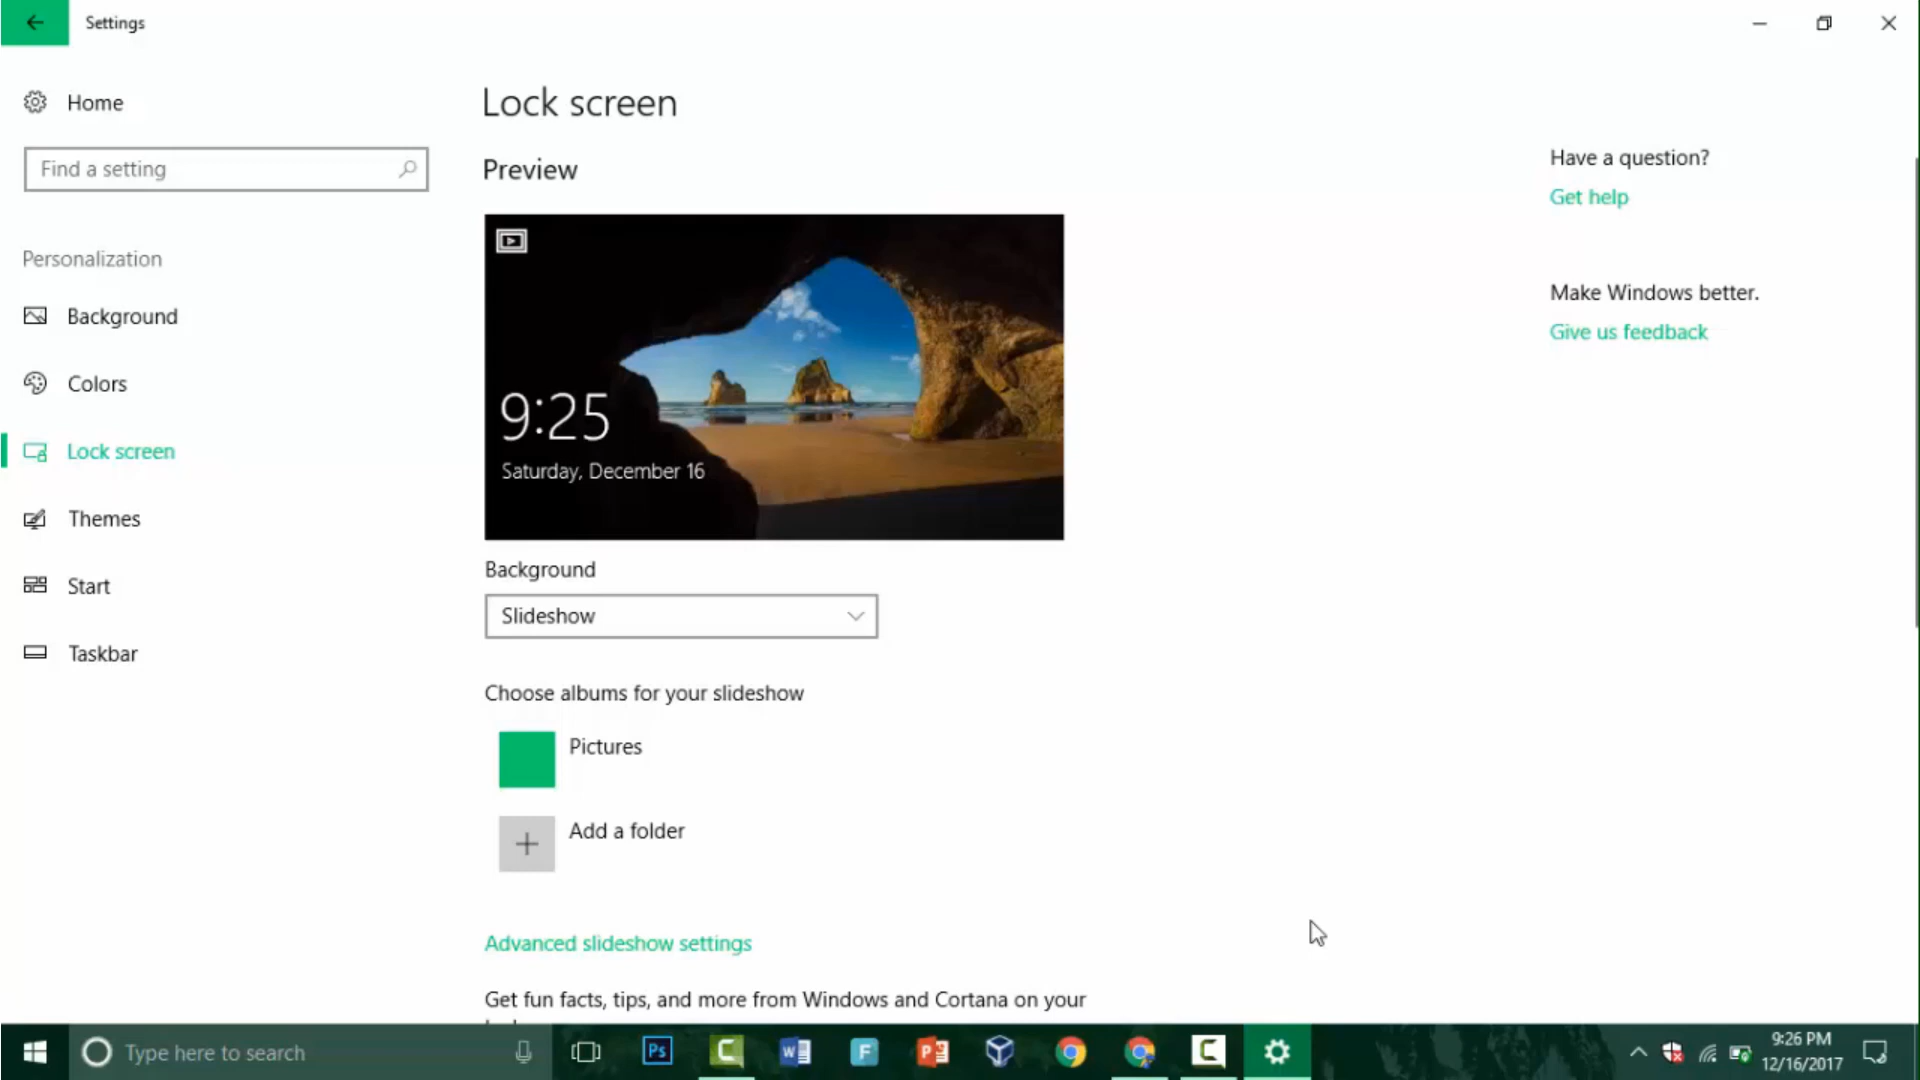 Settings
Home
Find a setting
Personalization
Background
Colors
Lock screen
Themes
Start
Taskbar
Lock screen
Preview
9:25
Saturday, December 16
Background
Slideshow
Choose albums for your slideshow
Pictures
Add a folder
Advanced slideshow settings
Get fun facts, tips, and more from Windows and Cortana on your
Have a question?
Get help
Make Windows better.
Give us feedback
Type here to search
Ps
F
9:26 PM
12/16/2017